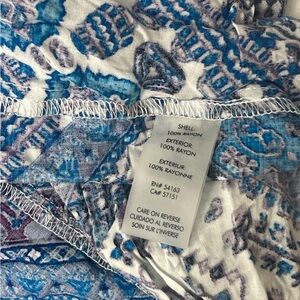 SHELL
100% RAYON
EXTERIOR
100% RAYON
EXTERIUR
100% RAYONNE
RN# 54163
CA# 57151
CARE ON REVERSE
CUIDADO AL REVERSO
SOIN SUR L'INVERSE